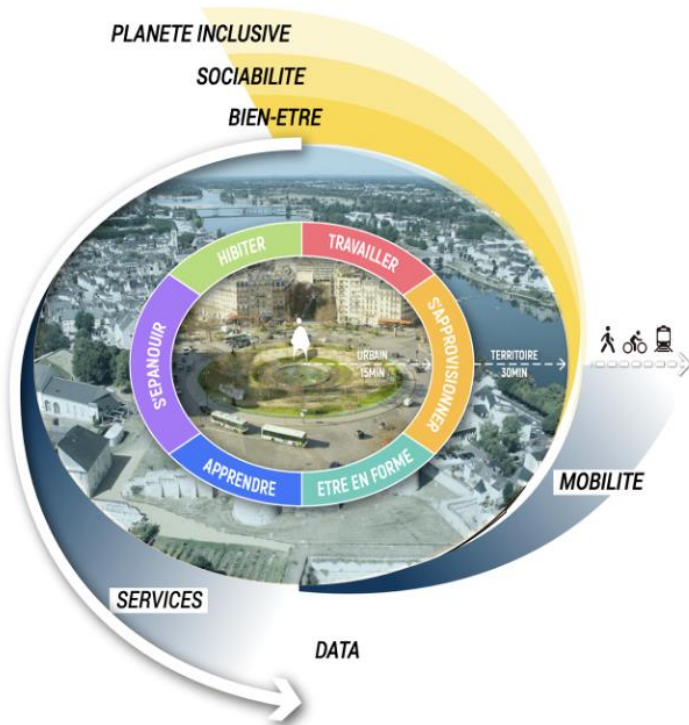 PLANETE INCLUSIVE
SOCIABILITE
BIEN-ETRE
HIBITER
TRAVAILLER
S'EPANOUIR
S'APPROVISIONNER
URBAIN
15MIN
TERRITOIRE
30MIN
APPRENDRE
ETRE EN FORME
MOBILITE
SERVICES
DATA